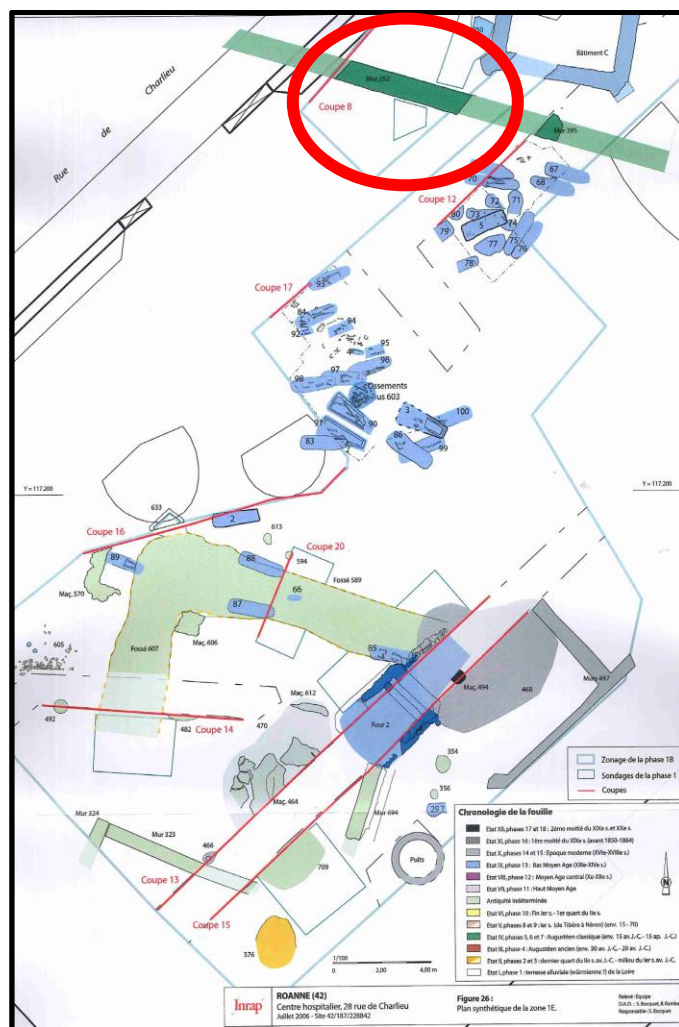 Rue de Charlieu
Mur 252
Bâtiment C
Coupe 8
Mur 395
70
67
68
Coupe 12
72
71
80
73
5
74
79
77
75
76
78
Coupe 17
93
84
94
92
95
4
96
97
98
Ossements
us 603
3
100
91
90
83
86
99
Y = 117.200
Y = 117.200
633
2
Coupe 16
613
Coupe 20
594
89
88
Fossé 589
Maç. 570
66
87
Maç. 606
605
Fossé 607
85
Maç. 494
468
Murs 497
Maç. 612
492
482
470
Four 2
Coupe 14
354
Maç. 464
356
297
Mur 324
Mur 323
Mur 694
466
Puits
709
Coupe 13
Coupe 15
376
Zonage de la phase 1B
Sondages de la phase 1
Coupes
Chronologie de la fouille
Etat XII, phases 17 et 18 : 2ème moitié du XIXe s. et XXe s.
Etat XI, phase 16 : 1ère moitié du XIXe s. (avant 1850-1864)
Etat X, phases 14 et 15 : Epoque moderne (XVIe-XVIIIe s.)
Etat IX, phase 13 : Bas Moyen Age (XIIIe-XIVe s.)
Etat VIII, phase 12 : Moyen Age central (Xe-XIIe s.)
Etat VII, phase 11 : Haut Moyen Age
Antiquité indéterminée
Etat VI, phase 10 : Fin Ier s. - 1er quart du IIe s.
Etat V, phases 8 et 9 : Ier s. (de Tibère à Néron) (env. 15 - 70)
Etat IV, phases 5, 6 et 7 : Augustéen classique (env. 15 av. J.-C. - 15 ap. J.-C.)
Etat III, phase 4 : Augustéen ancien (env. 30 av. J.-C. - 20 av. J.-C.)
Etat II, phases 2 et 3 : dernier quart du IIe s. av. J.-C. - milieu du Ier s. av. J.-C.
Etat I, phase 1 : terrasse alluviale (würmienne ?) de la Loire
N
1/100
0
2,00
4,00 m
Inrap
ROANNE (42)
Centre hospitalier, 28 rue de Charlieu
Juillet 2006 - Site 42/187/228842
Figure 26 :
Plan synthétique de la zone 1E.
Relevé : Equipe
D.A.O. : S. Bocquet,
Responsable : S. Bocquet